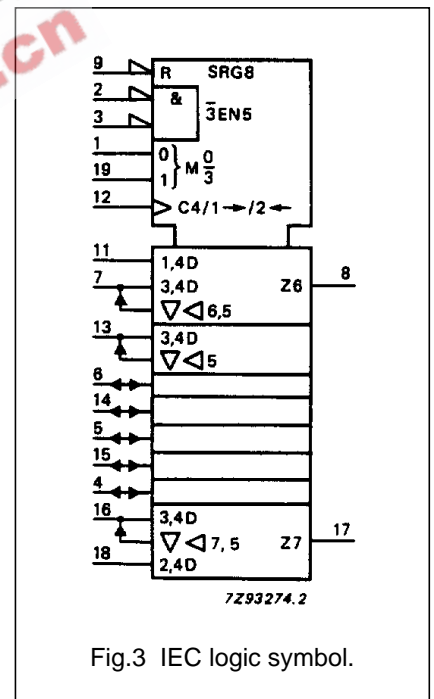 .cn
9 R SRG8
2 &
3 3̅EN5
1 0 } M 0/3
19 1
12 C4/1→/2←
11 1,4D
7 3,4D Z6 8
▽ ◁ 6,5
13 3,4D
▽ ◁ 5
6
14
5
15
4
16 3,4D
▽ ◁ 7, 5 Z7 17
18 2,4D
7Z93274.2
Fig.3 IEC logic symbol.